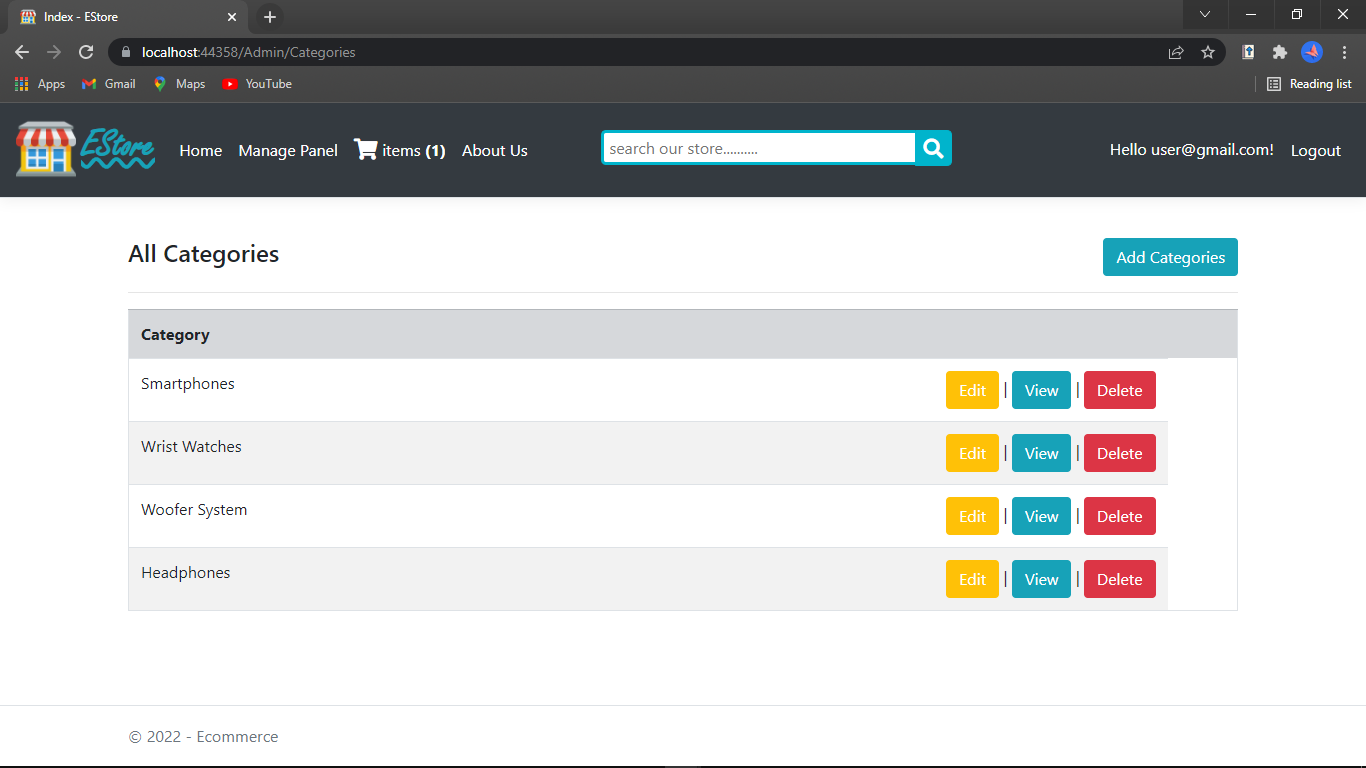 Index - EStore
localhost:44358/Admin/Categories
Apps Gmail Maps YouTube Reading list
EStore Home Manage Panel items (1) About Us search our store.......... Hello user@gmail.com! Logout
All Categories Add Categories
Category
Smartphones Edit | View | Delete
Wrist Watches Edit | View | Delete
Woofer System Edit | View | Delete
Headphones Edit | View | Delete
© 2022 - Ecommerce